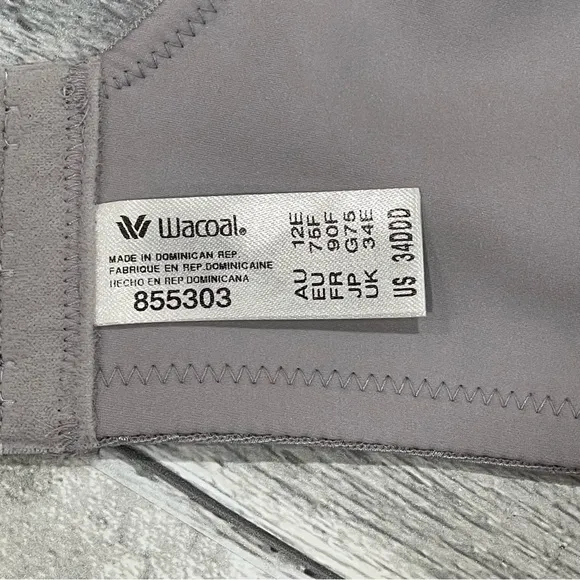 Wacoal®
MADE IN DOMINICAN REP.
FABRIQUE EN REP.DOMINICAINE
HECHO EN REP.DOMINICANA
855303
AU 12E
EU 75F
FR 90F
JP G75
UK 34E
US 34DDD